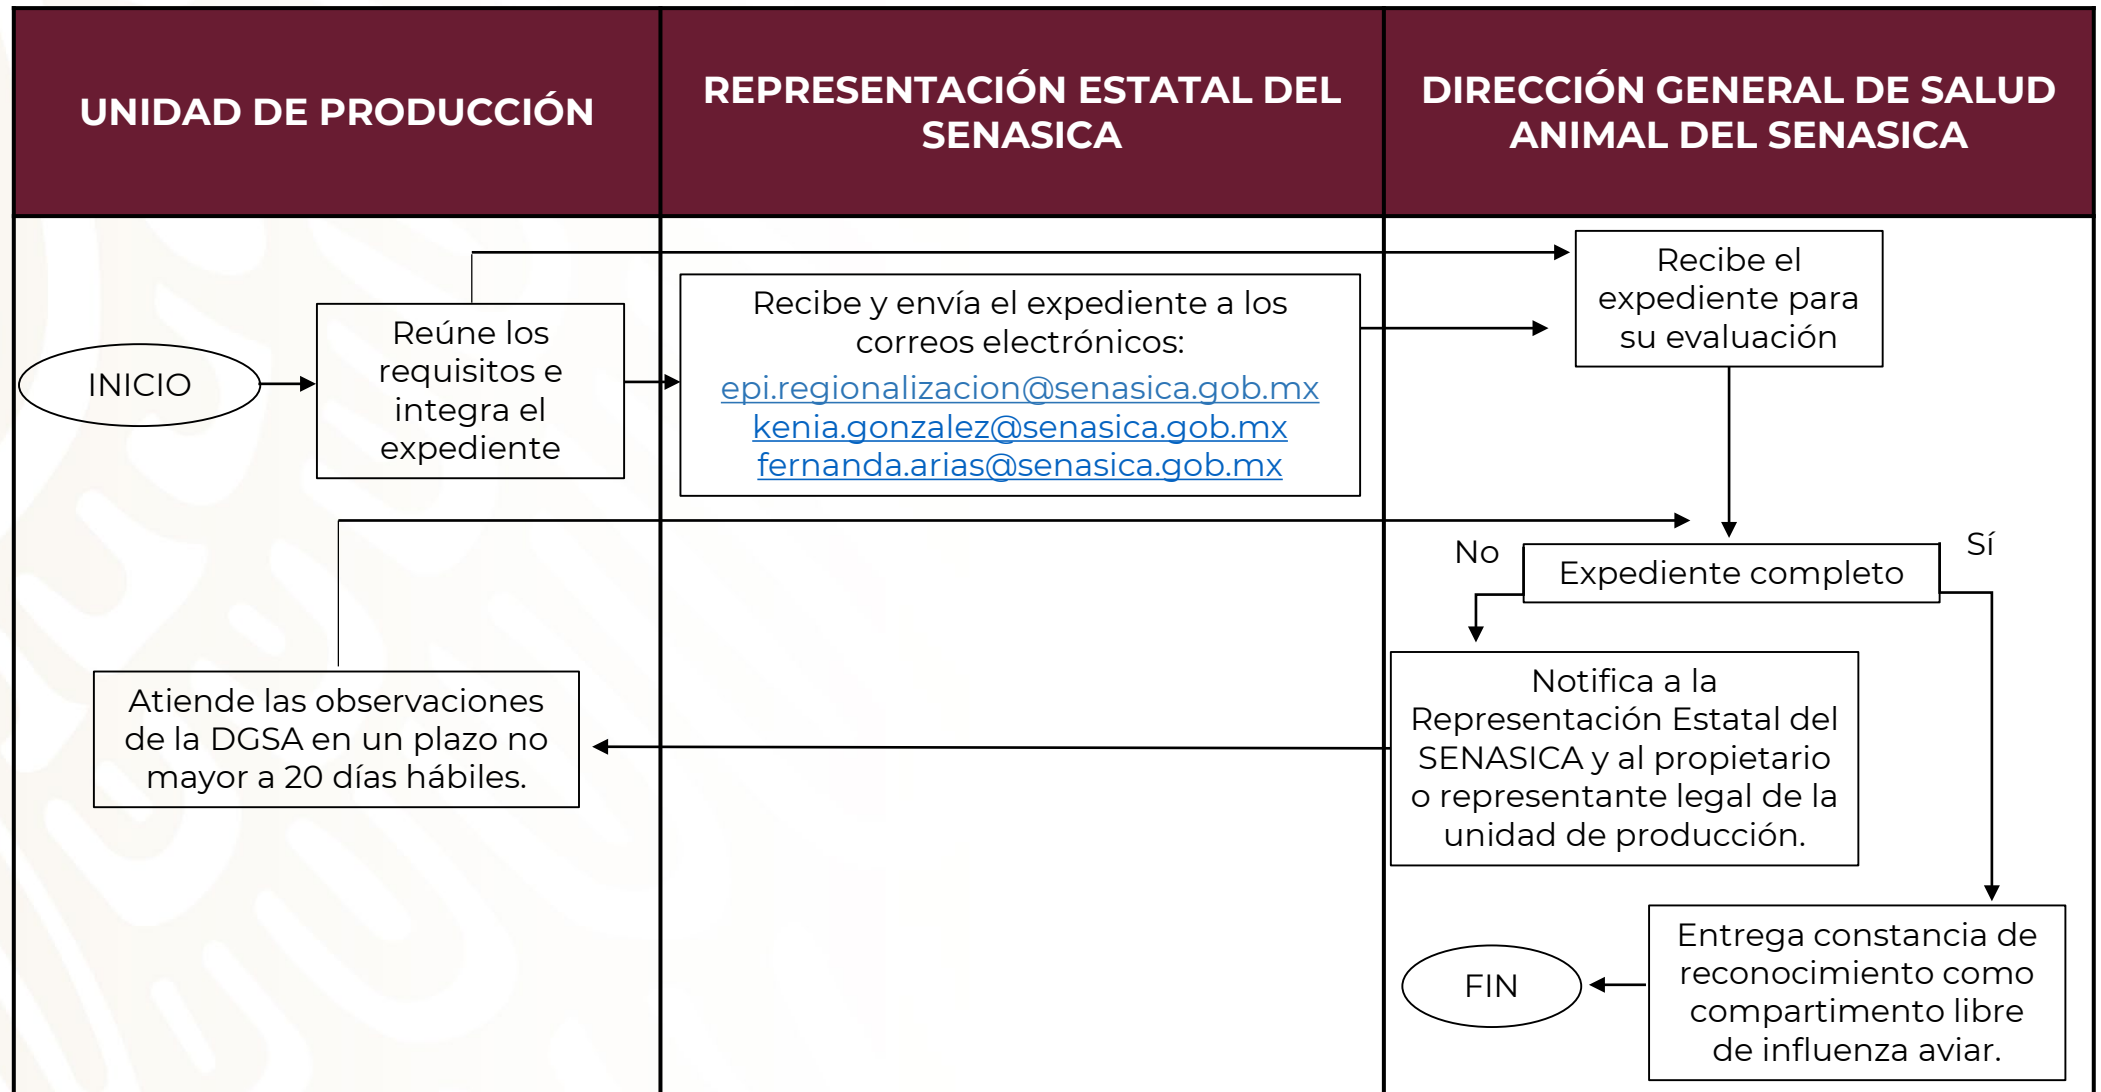 UNIDAD DE PRODUCCIÓN
REPRESENTACIÓN ESTATAL DEL
SENASICA
DIRECCIÓN GENERAL DE SALUD
ANIMAL DEL SENASICA
INICIO
Reúne los
requisitos e
integra el
expediente
Recibe y envía el expediente a los
correos electrónicos:
epi.regionalizacion@senasica.gob.mx
kenia.gonzalez@senasica.gob.mx
fernanda.arias@senasica.gob.mx
Recibe el
expediente para
su evaluación
No
Expediente completo
Sí
Notifica a la
Representación Estatal del
SENASICA y al propietario
o representante legal de la
unidad de producción.
Atiende las observaciones
de la DGSA en un plazo no
mayor a 20 días hábiles.
Entrega constancia de
reconocimiento como
compartimento libre
de influenza aviar.
FIN